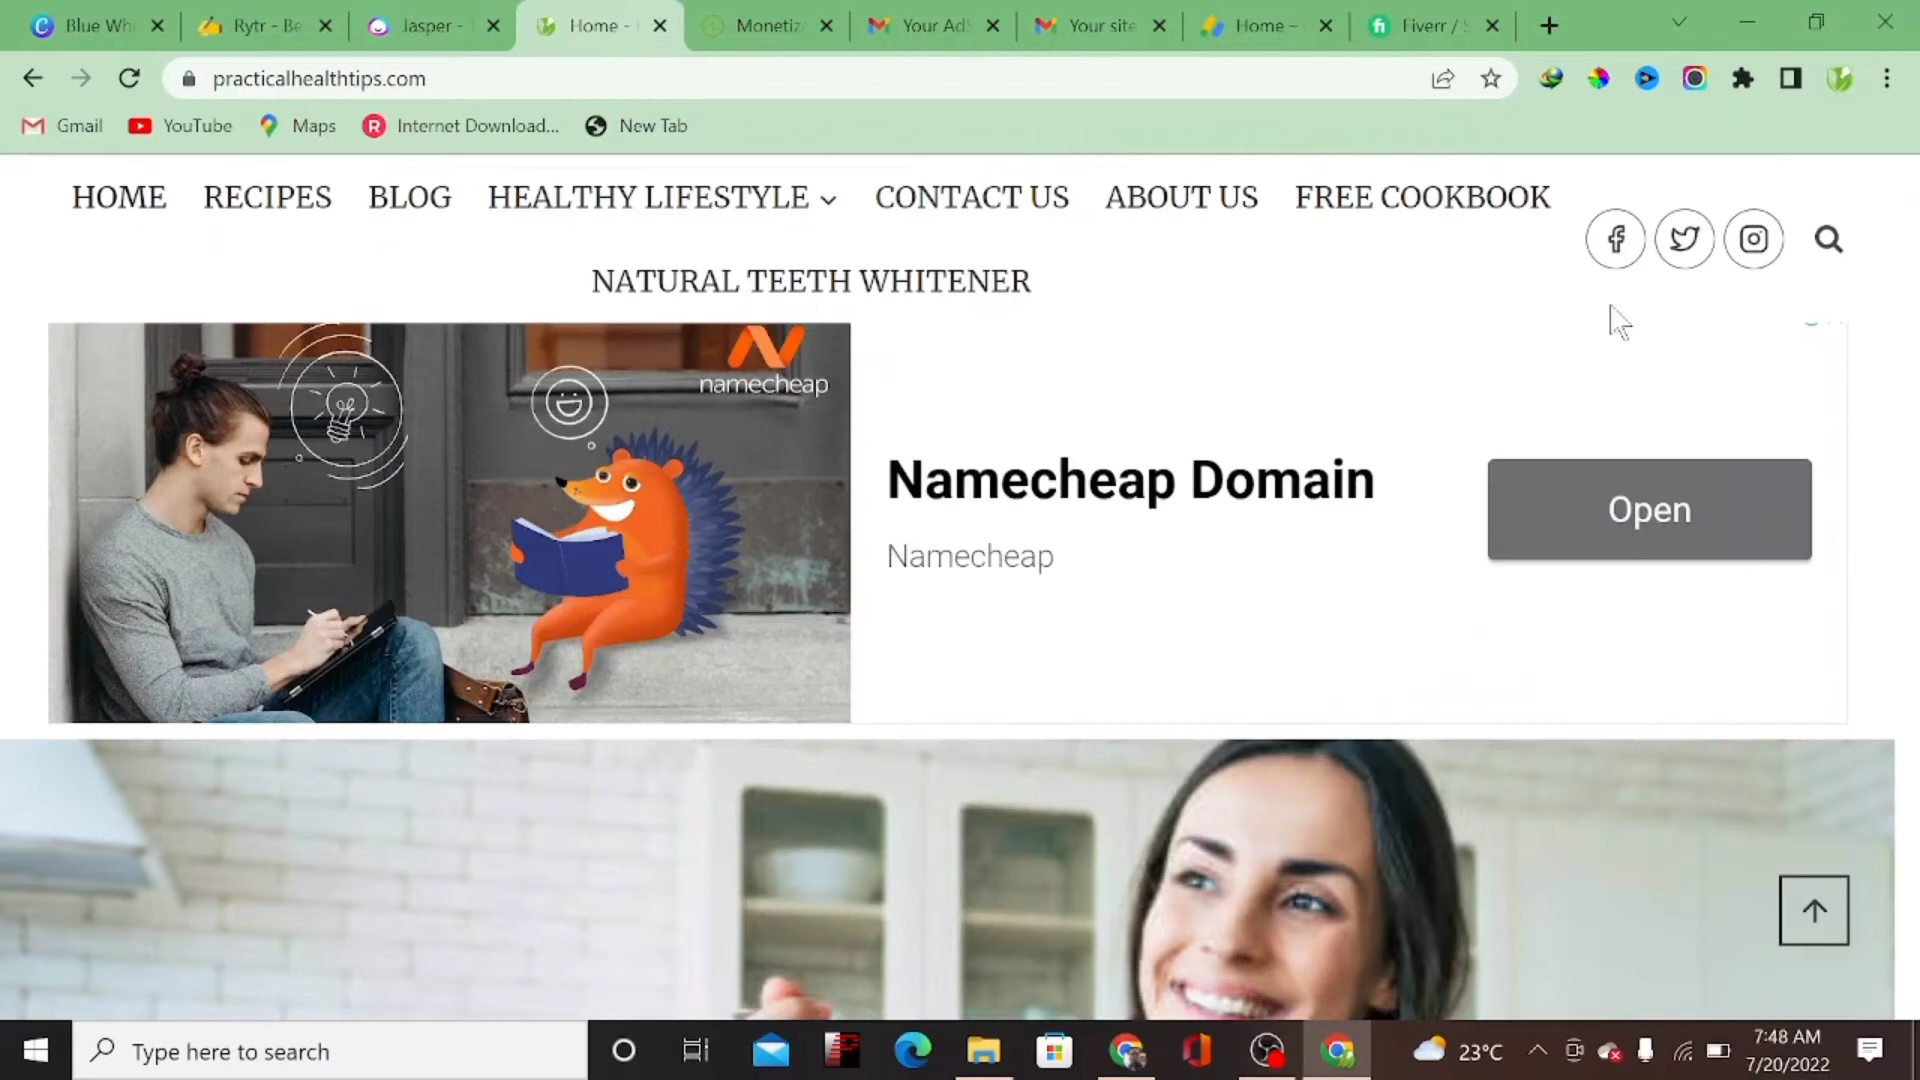 Blue Wh
Rytr - Be
Jasper -
Home -
Monetiz
Your AdS
Your site
Home –
Fiverr / S
practicalhealthtips.com
Gmail
YouTube
Maps
Internet Download...
New Tab
HOME RECIPES BLOG HEALTHY LIFESTYLE CONTACT US ABOUT US FREE COOKBOOK
NATURAL TEETH WHITENER
namecheap
Namecheap Domain
Namecheap
Open
Type here to search
23°C
7:48 AM
7/20/2022